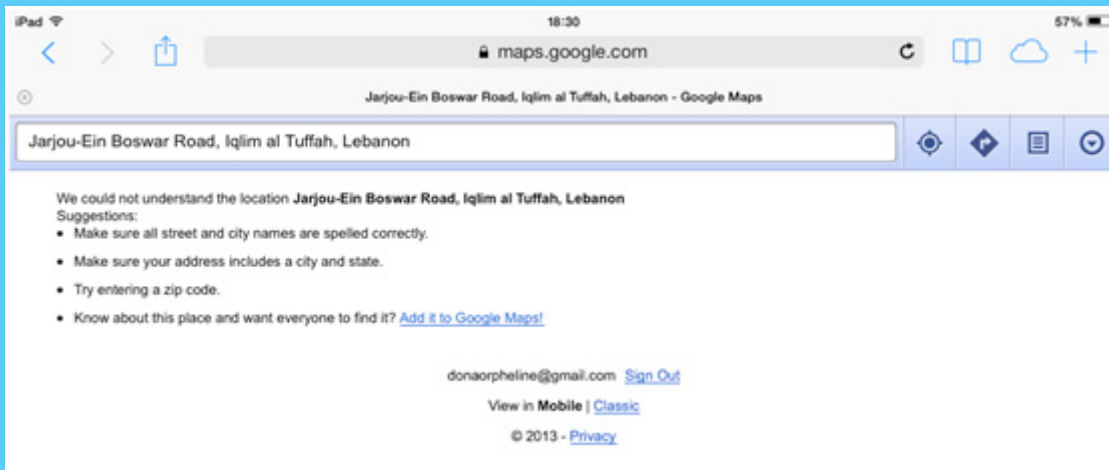 iPad 18:30 57%
maps.google.com
Jarjou-Ein Boswar Road, Iqlim al Tuffah, Lebanon - Google Maps
Jarjou-Ein Boswar Road, Iqlim al Tuffah, Lebanon
We could not understand the location Jarjou-Ein Boswar Road, Iqlim al Tuffah, Lebanon
Suggestions:
• Make sure all street and city names are spelled correctly.
• Make sure your address includes a city and state.
• Try entering a zip code.
• Know about this place and want everyone to find it? Add it to Google Maps!
donaorpheline@gmail.com Sign Out
View in Mobile | Classic
© 2013 - Privacy